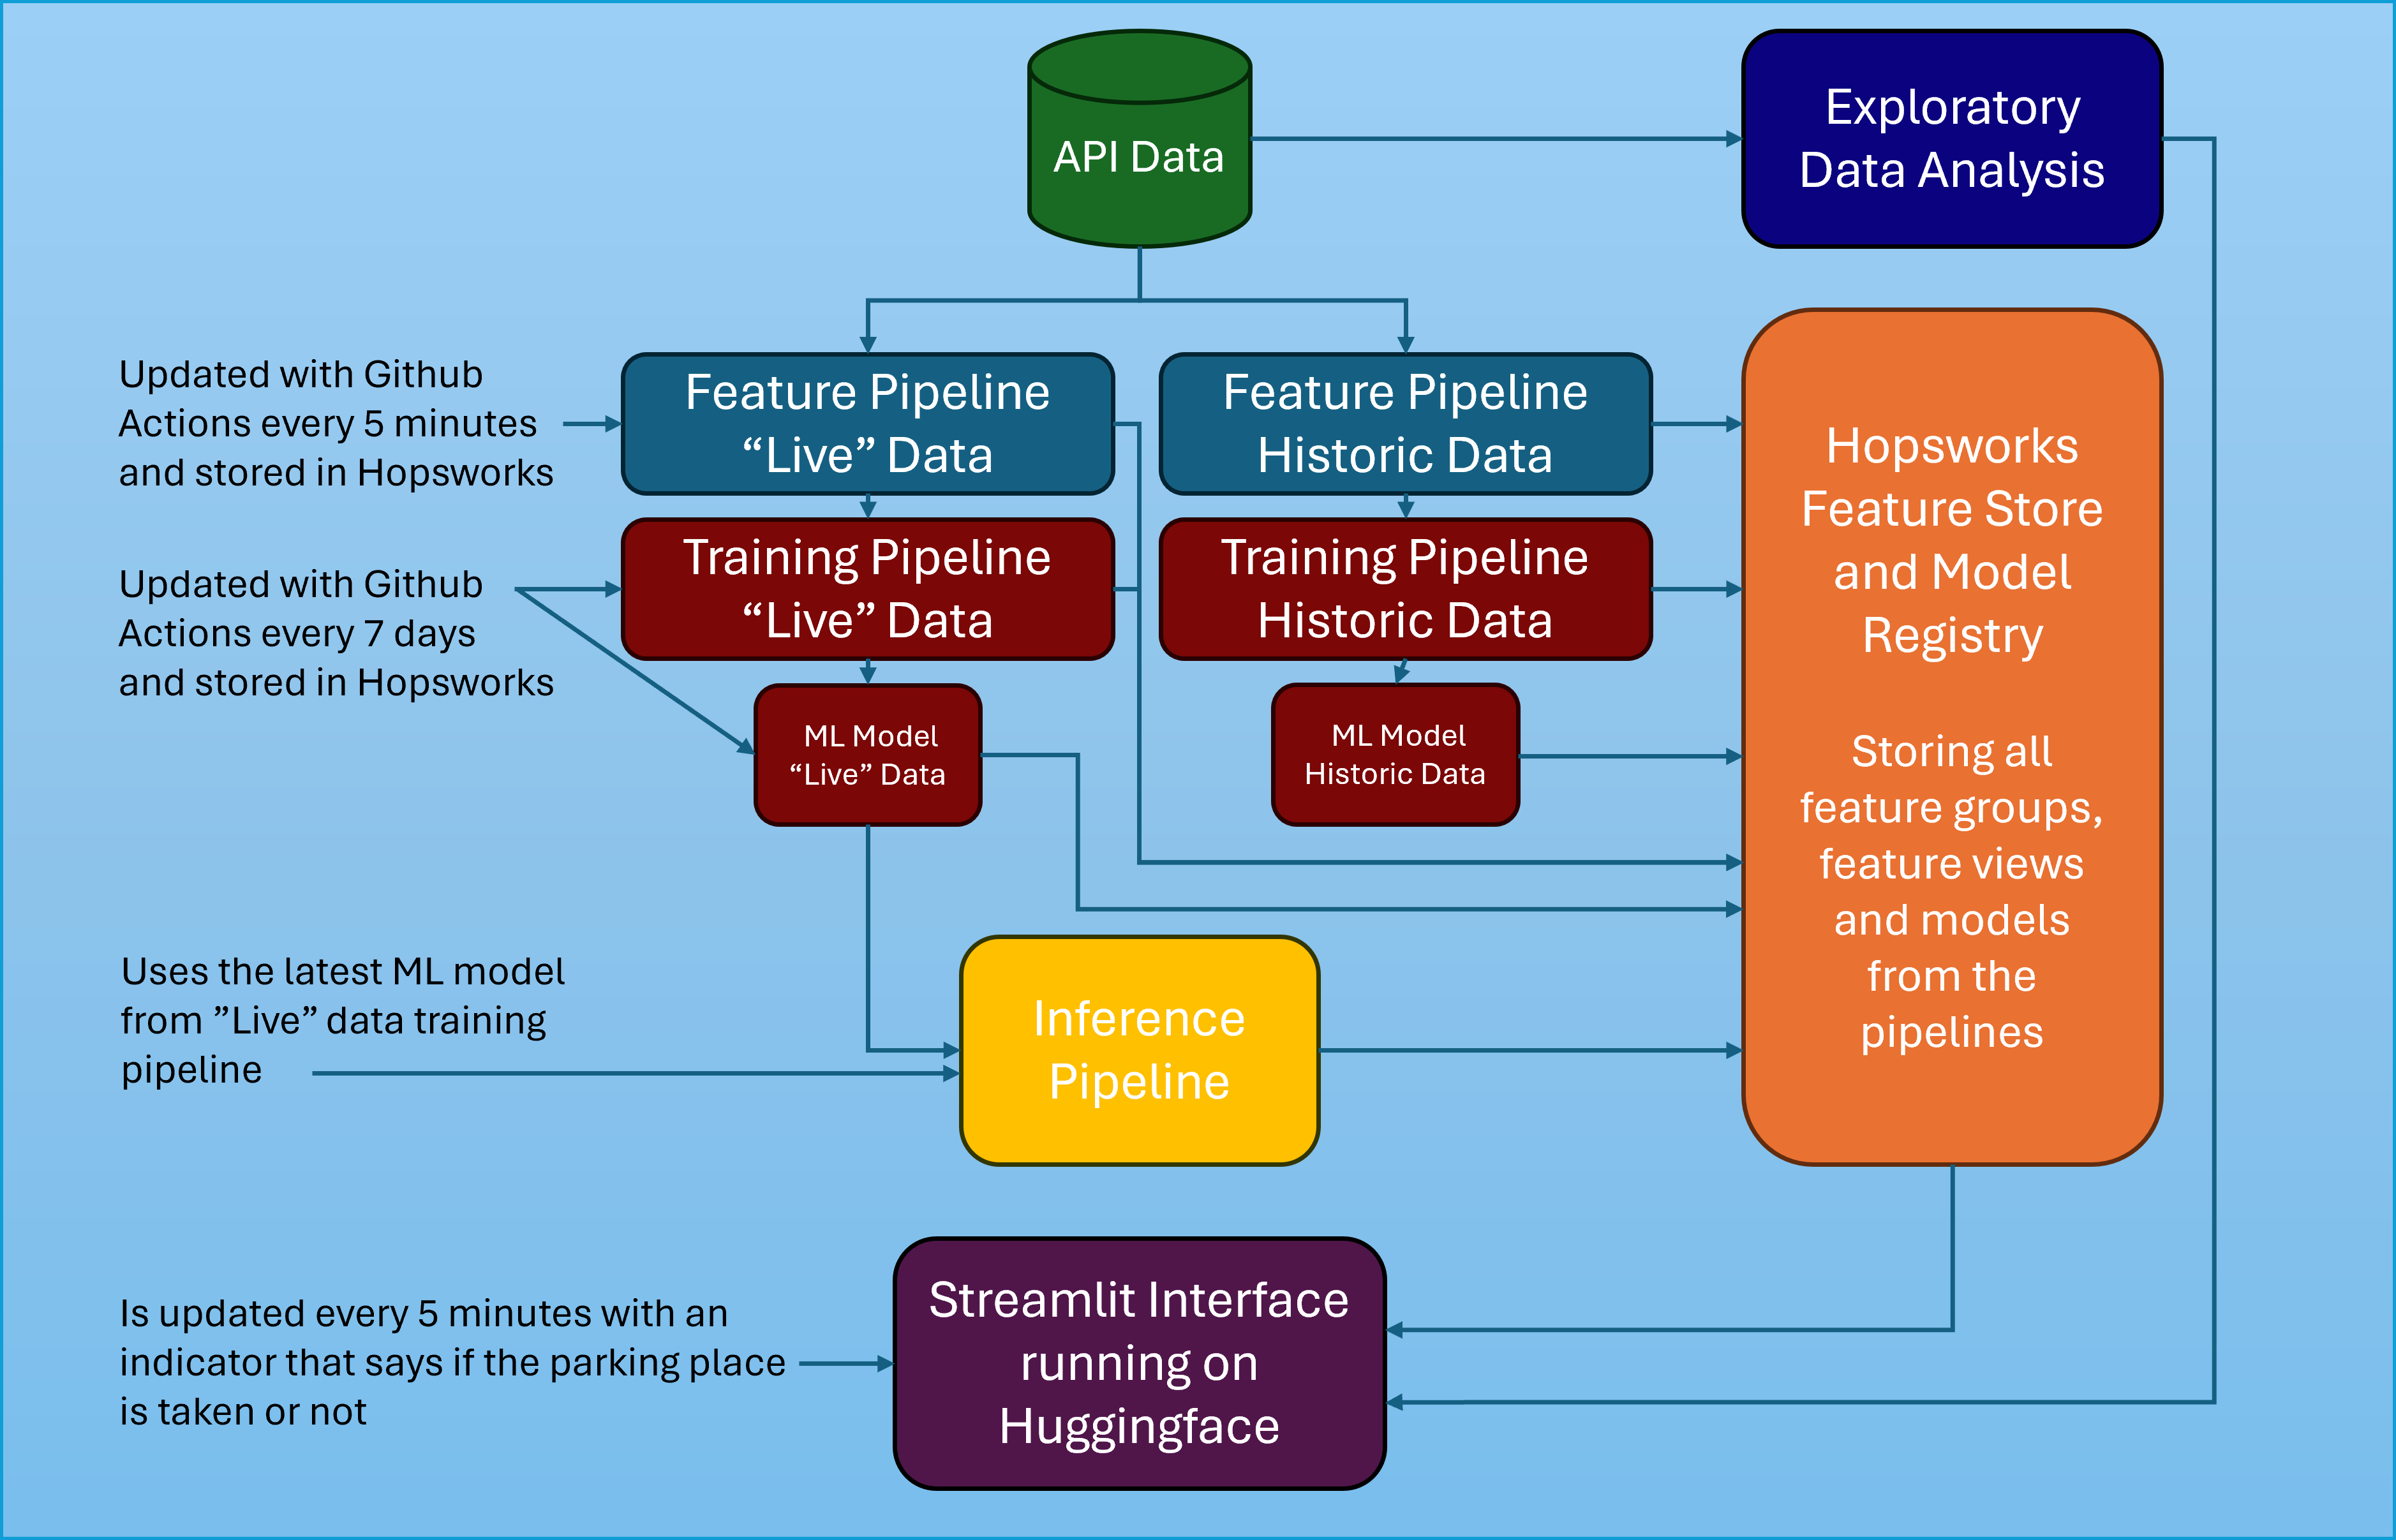 API Data
Exploratory
Data Analysis
Updated with Github
Actions every 5 minutes
and stored in Hopsworks
Feature Pipeline
“Live” Data
Feature Pipeline
Historic Data
Updated with Github
Actions every 7 days
and stored in Hopsworks
Training Pipeline
“Live” Data
Training Pipeline
Historic Data
ML Model
“Live” Data
ML Model
Historic Data
Hopsworks
Feature Store
and Model
Registry
Storing all
feature groups,
feature views
and models
from the
pipelines
Uses the latest ML model
from ”Live” data training
pipeline
Inference
Pipeline
Is updated every 5 minutes with an
indicator that says if the parking place
is taken or not
Streamlit Interface
running on
Huggingface